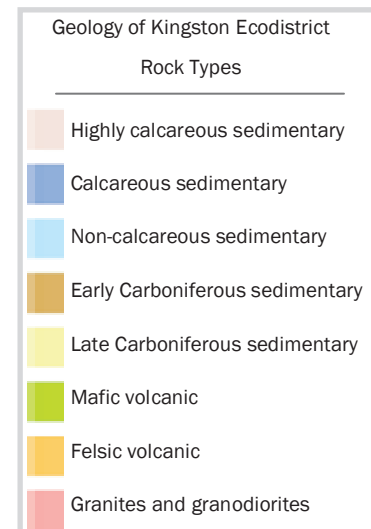 Geology of Kingston Ecodistrict
Rock Types
Highly calcareous sedimentary
Calcareous sedimentary
Non-calcareous sedimentary
Early Carboniferous sedimentary
Late Carboniferous sedimentary
Mafic volcanic
Felsic volcanic
Granites and granodiorites